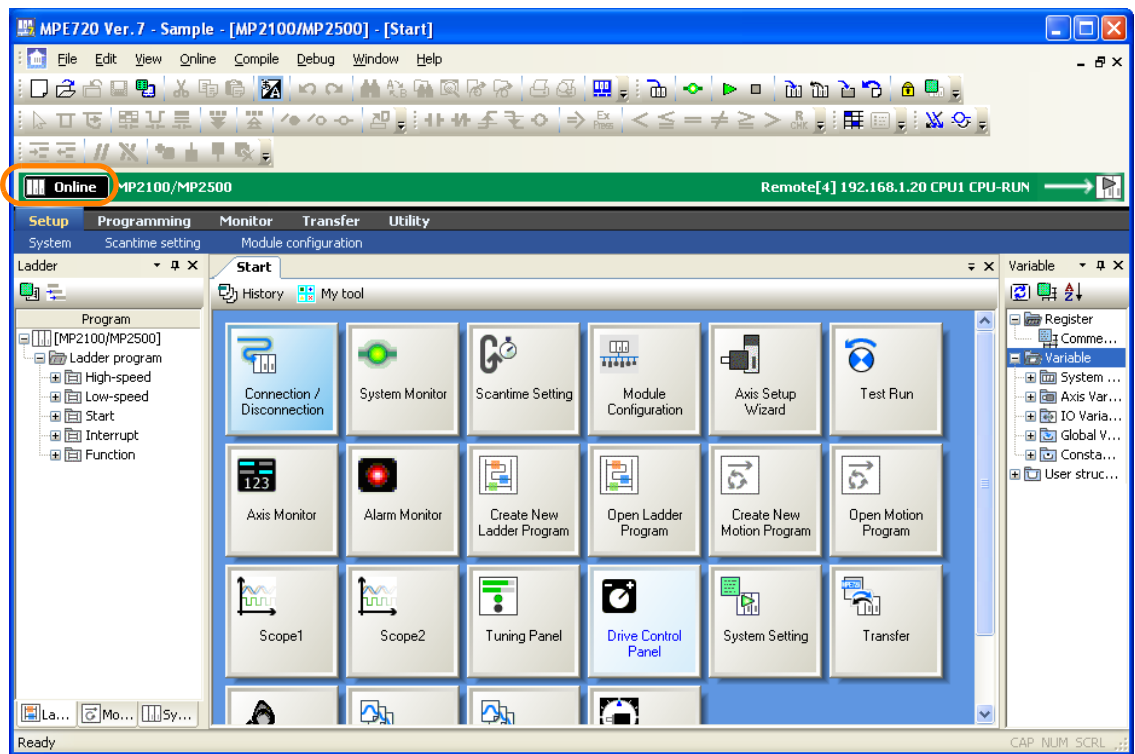 MPE720 Ver.7 - Sample - [MP2100/MP2500] - [Start]
File Edit View Online Compile Debug Window Help
Online MP2100/MP2500 Remote[4] 192.168.1.20 CPU1 CPU-RUN
Setup Programming Monitor Transfer Utility
System Scantime setting Module configuration
Ladder
Start
Variable
History My tool
Program
[MP2100/MP2500]
Ladder program
High-speed
Low-speed
Start
Interrupt
Function
Connection / Disconnection
System Monitor
Scantime Setting
Module Configuration
Axis Setup Wizard
Test Run
123
Axis Monitor
Alarm Monitor
Create New Ladder Program
Open Ladder Program
Create New Motion Program
Open Motion Program
Scope1
Scope2
Tuning Panel
Drive Control Panel
System Setting
Transfer
Register
Comme...
Variable
System ...
Axis Var...
IO Varia...
Global V...
Consta...
User struc...
La... Mo... Sy...
Ready
CAP NUM SCRL